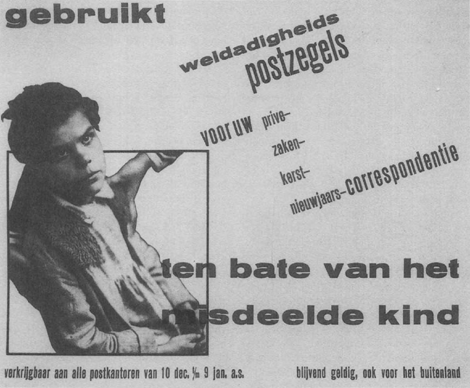 gebruikt
weldadigheids
postzegels
voor uw prive-
zaken-
kerst-
nieuwjaars-correspondentie
ten bate van het
misdeelde kind
verkrijgbaar aan alle postkantoren van 10 dec. t/m 9 jan. a.s.
blijvend geldig, ook voor het buitenland